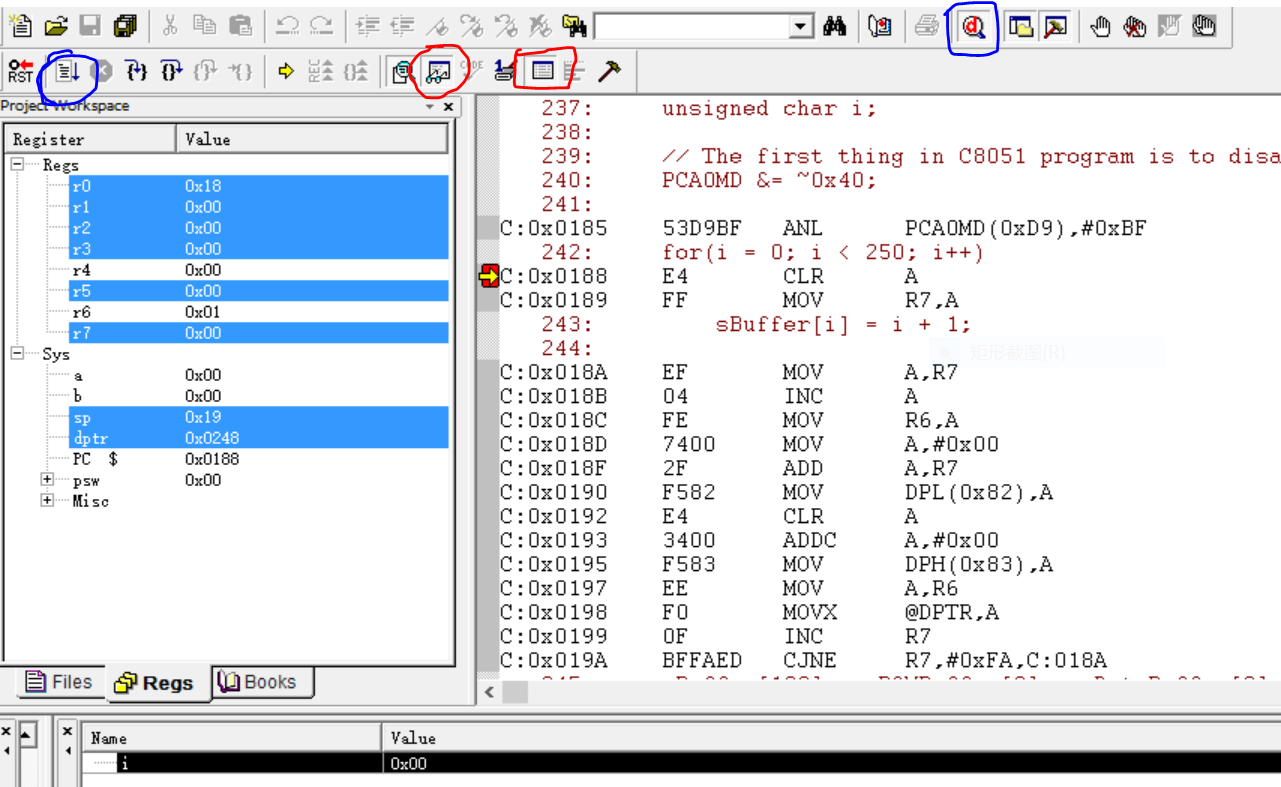 RST
CODE
Project Workspace
Register Value
Regs
r0 0x18
r1 0x00
r2 0x00
r3 0x00
r4 0x00
r5 0x00
r6 0x01
r7 0x00
Sys
a 0x00
b 0x00
sp 0x19
dptr 0x0248
PC $ 0x0188
psw 0x00
Misc
Files Regs Books
237: unsigned char i;
238:
239: // The first thing in C8051 program is to disa
240: PCA0MD &= ~0x40;
241:
C:0x0185 53D9BF ANL PCA0MD(0xD9),#0xBF
242: for(i = 0; i < 250; i++)
C:0x0188 E4 CLR A
C:0x0189 FF MOV R7,A
243: sBuffer[i] = i + 1;
244:
矩形截图(R)
C:0x018A EF MOV A,R7
C:0x018B 04 INC A
C:0x018C FE MOV R6,A
C:0x018D 7400 MOV A,#0x00
C:0x018F 2F ADD A,R7
C:0x0190 F582 MOV DPL(0x82),A
C:0x0192 E4 CLR A
C:0x0193 3400 ADDC A,#0x00
C:0x0195 F583 MOV DPH(0x83),A
C:0x0197 EE MOV A,R6
C:0x0198 F0 MOVX @DPTR,A
C:0x0199 0F INC R7
C:0x019A BFFAED CJNE R7,#0xFA,C:018A
Name Value
i 0x00